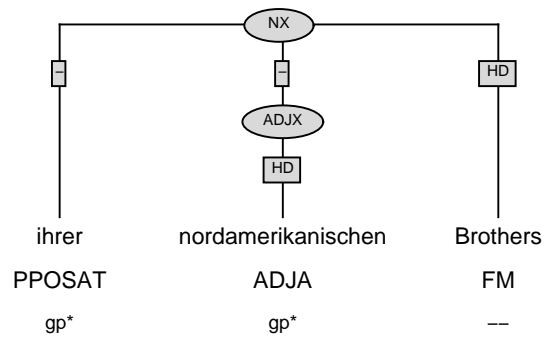 NX
– – HD
ADJX
HD
ihrer nordamerikanischen Brothers
PPOSAT ADJA FM
gp* gp* −−